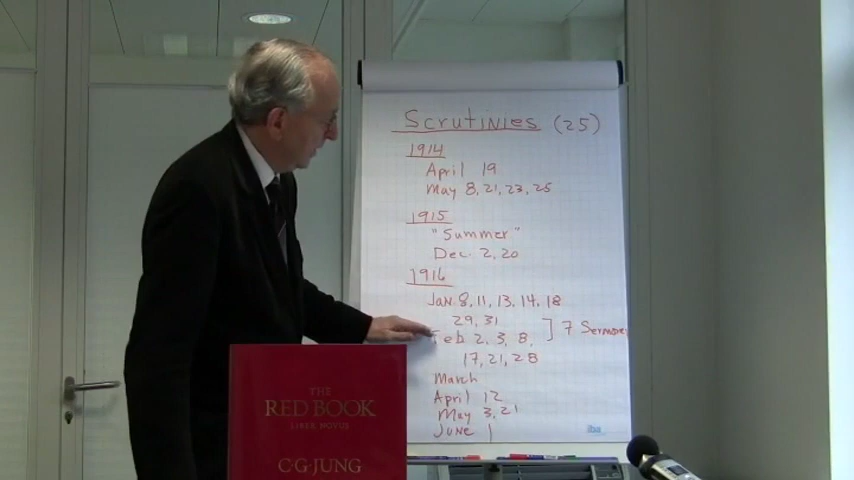 Scrutinies (25)
1914
April 19
May 8, 21, 23, 25
1915
"Summer"
Dec. 2, 20
1916
Jan. 8, 11, 13, 14, 18
29, 31
Feb 2, 3, 8,
] 7 Sermones
17, 21, 28
March
April 12
May 3, 21
June 1
iba
THE
RED BOOK
LIBER NOVUS
C·G·JUNG